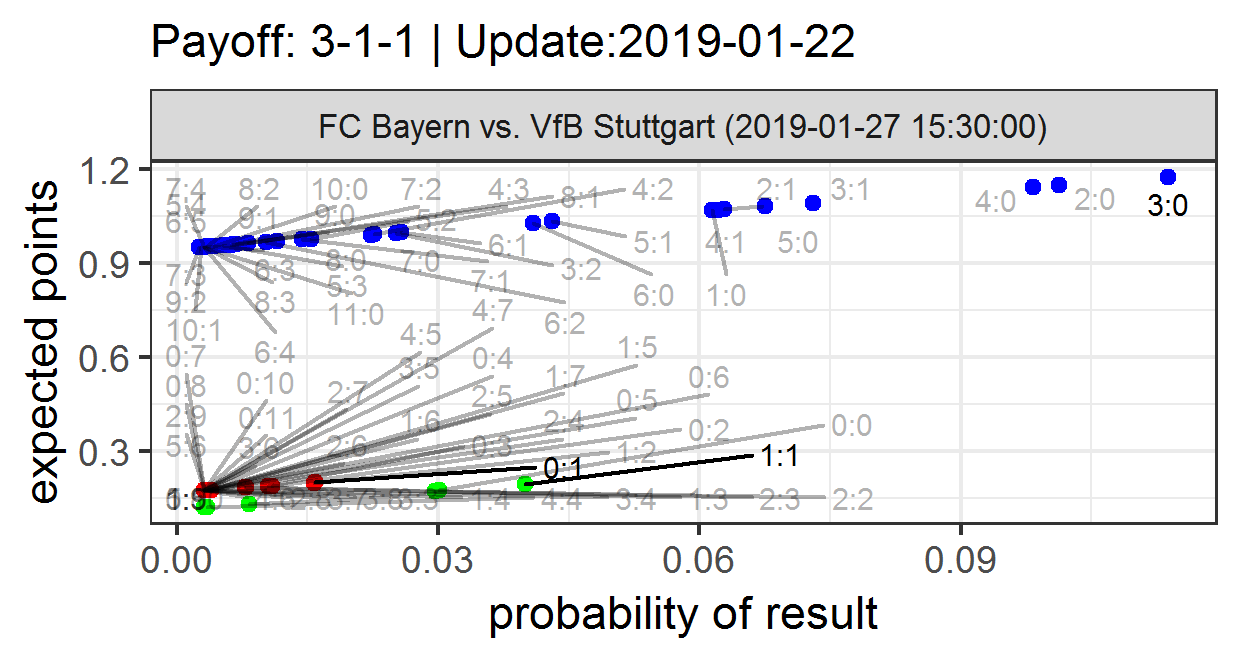 Payoff: 3-1-1 | Update:2019-01-22
FC Bayern vs. VfB Stuttgart (2019-01-27 15:30:00)
expected points
1.2
0.9
0.6
0.3
7:4 8:2 10:0 7:2 4:3 8:1 4:2 2:1 3:1 4:0 2:0 3:0
5:4 9:1 9:0 5:2 6:1 5:1 4:1 5:0
7:3 6:3 8:0 7:0 3:2
9:2 8:3 5:3 7:1 6:0 1:0
10:1 11:0 4:7 6:2
0:7 6:4 4:5 0:4 1:5
0:8 0:10 3:5 1:7 0:6
2:9 0:11 2:7 2:5 0:5
5:6 3:6 2:6 1:6 0:3 2:4 1:2 0:2 0:0
0:1 1:1
3:3 1:4 4:4 3:4 1:3 2:3 2:2
0.00 0.03 0.06 0.09
probability of result